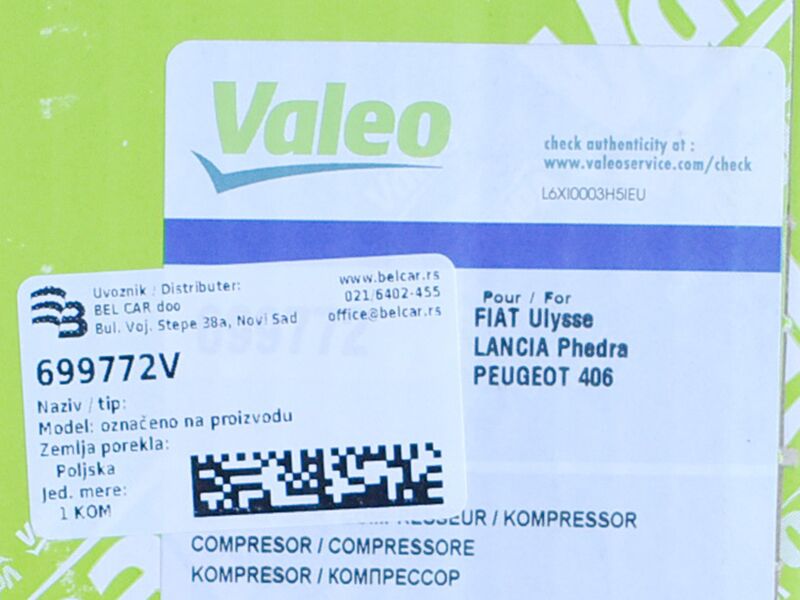 Valeo
check authenticity at :
www.valeoservice.com/check
L6XI0003H5IEU
Uvoznik / Distributer:
BEL CAR doo
Bul. Voj. Stepe 38a, Novi Sad
www.belcar.rs
021/6402-455
office@belcar.rs
699772V
Naziv / tip:
Model: označeno na proizvodu
Zemlja porekla:
Poljska
Jed. mere:
1 KOM
699772
Pour / For
FIAT Ulysse
LANCIA Phedra
PEUGEOT 406
/ KOMPRESSOR
COMPRESOR / COMPRESSORE
KOMPRESOR / КОМПРЕССОР